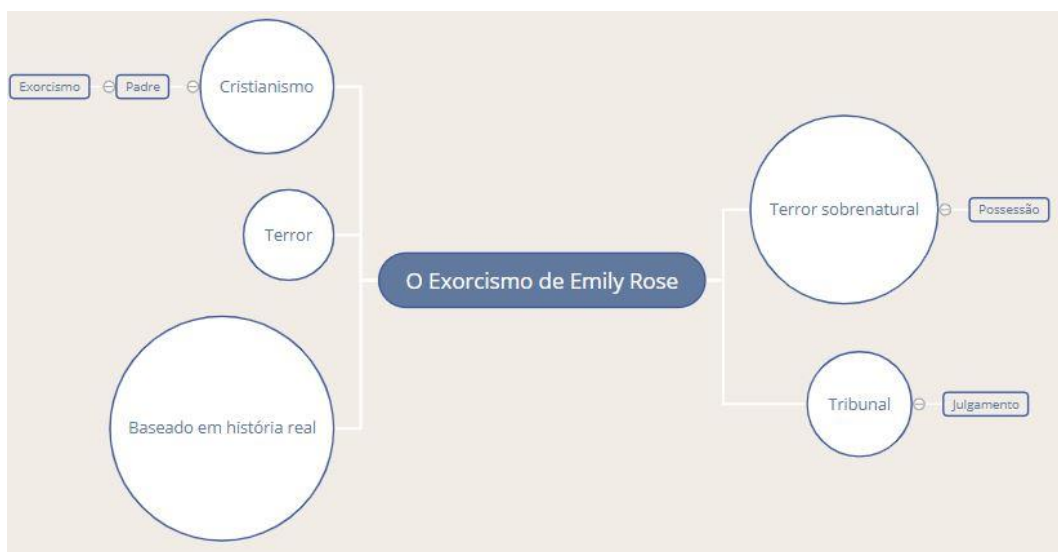 Exorcismo
Padre
Cristianismo
Terror
Baseado em história real
O Exorcismo de Emily Rose
Terror sobrenatural
Possessão
Tribunal
Julgamento